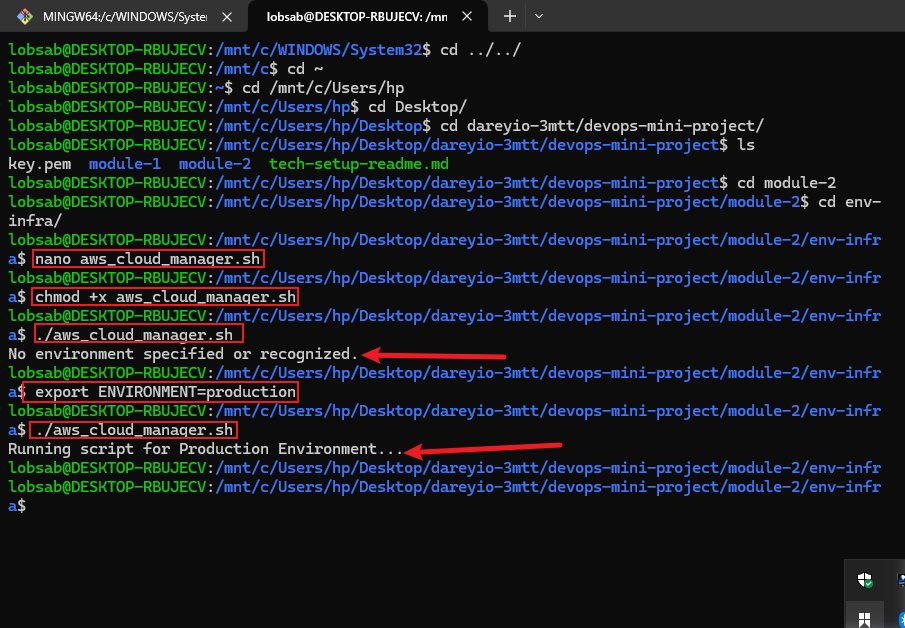 MINGW64:/c/WINDOWS/Syste
lobsab@DESKTOP-RBUJECV: /mn
lobsab@DESKTOP-RBUJECV:/mnt/c/WINDOWS/System32$ cd ../../
lobsab@DESKTOP-RBUJECV:/mnt/c$ cd ~
lobsab@DESKTOP-RBUJECV:~$ cd /mnt/c/Users/hp
lobsab@DESKTOP-RBUJECV:/mnt/c/Users/hp$ cd Desktop/
lobsab@DESKTOP-RBUJECV:/mnt/c/Users/hp/Desktop$ cd dareyio-3mtt/devops-mini-project/
lobsab@DESKTOP-RBUJECV:/mnt/c/Users/hp/Desktop/dareyio-3mtt/devops-mini-project$ ls
key.pem  module-1  module-2  tech-setup-readme.md
lobsab@DESKTOP-RBUJECV:/mnt/c/Users/hp/Desktop/dareyio-3mtt/devops-mini-project$ cd module-2
lobsab@DESKTOP-RBUJECV:/mnt/c/Users/hp/Desktop/dareyio-3mtt/devops-mini-project/module-2$ cd env-
infra/
lobsab@DESKTOP-RBUJECV:/mnt/c/Users/hp/Desktop/dareyio-3mtt/devops-mini-project/module-2/env-infr
a$ nano aws_cloud_manager.sh
lobsab@DESKTOP-RBUJECV:/mnt/c/Users/hp/Desktop/dareyio-3mtt/devops-mini-project/module-2/env-infr
a$ chmod +x aws_cloud_manager.sh
lobsab@DESKTOP-RBUJECV:/mnt/c/Users/hp/Desktop/dareyio-3mtt/devops-mini-project/module-2/env-infr
a$ ./aws_cloud_manager.sh
No environment specified or recognized.
lobsab@DESKTOP-RBUJECV:/mnt/c/Users/hp/Desktop/dareyio-3mtt/devops-mini-project/module-2/env-infr
a$ export ENVIRONMENT=production
lobsab@DESKTOP-RBUJECV:/mnt/c/Users/hp/Desktop/dareyio-3mtt/devops-mini-project/module-2/env-infr
a$ ./aws_cloud_manager.sh
Running script for Production Environment...
lobsab@DESKTOP-RBUJECV:/mnt/c/Users/hp/Desktop/dareyio-3mtt/devops-mini-project/module-2/env-infr
lobsab@DESKTOP-RBUJECV:/mnt/c/Users/hp/Desktop/dareyio-3mtt/devops-mini-project/module-2/env-infr
a$